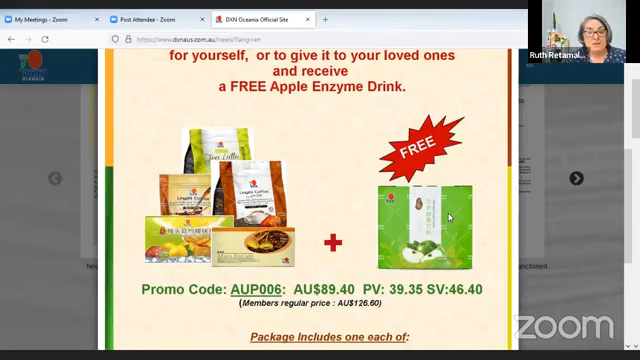 My Meetings - Zoom
Post Attendee - Zoom
DXN Oceania Official Site
https://www.dxnaus.com.au/news/?lang=en
Ruth Retamal...
for yourself, or to give it to your loved ones
and receive
a FREE Apple Enzyme Drink.
FREE
Lingzhi Coffee
Lingzhi Coffee
+
Promo Code: AUP006: AU$89.40 PV: 39.35 SV:46.40
(Members regular price : AU$126.60)
Package Includes one each of:
zoom